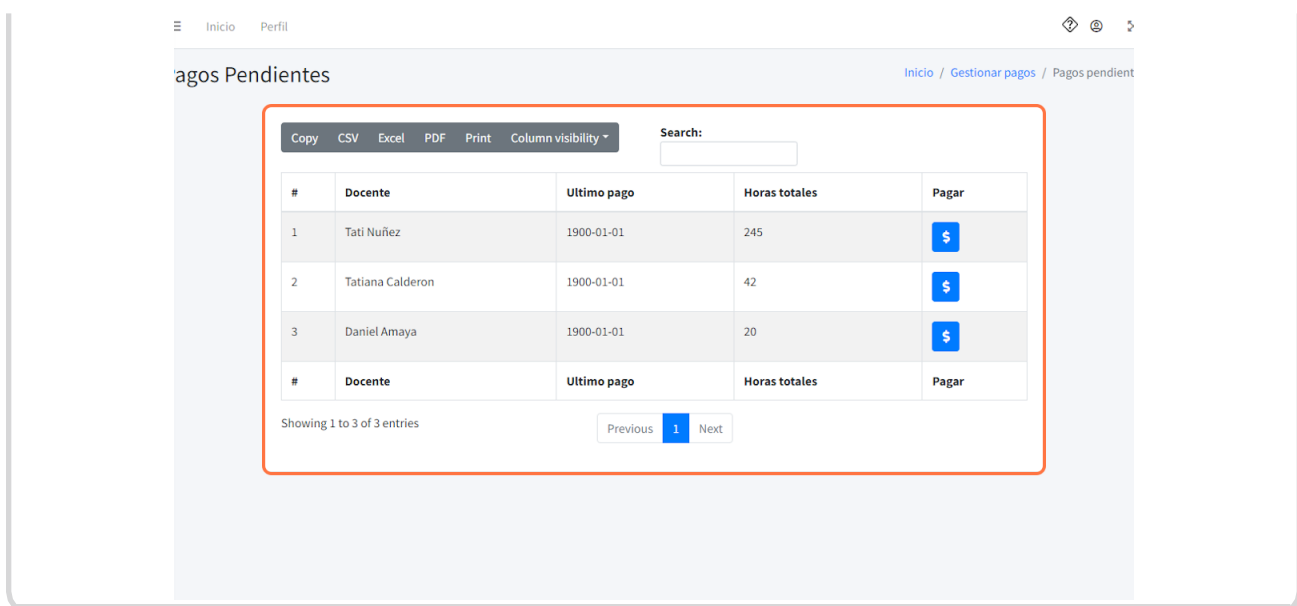 Inicio Perfil
agos Pendientes
Inicio / Gestionar pagos / Pagos pendient
Copy CSV Excel PDF Print Column visibility
Search:
# Docente Ultimo pago Horas totales Pagar
1 Tati Nuñez 1900-01-01 245 $
2 Tatiana Calderon 1900-01-01 42 $
3 Daniel Amaya 1900-01-01 20 $
# Docente Ultimo pago Horas totales Pagar
Showing 1 to 3 of 3 entries
Previous 1 Next